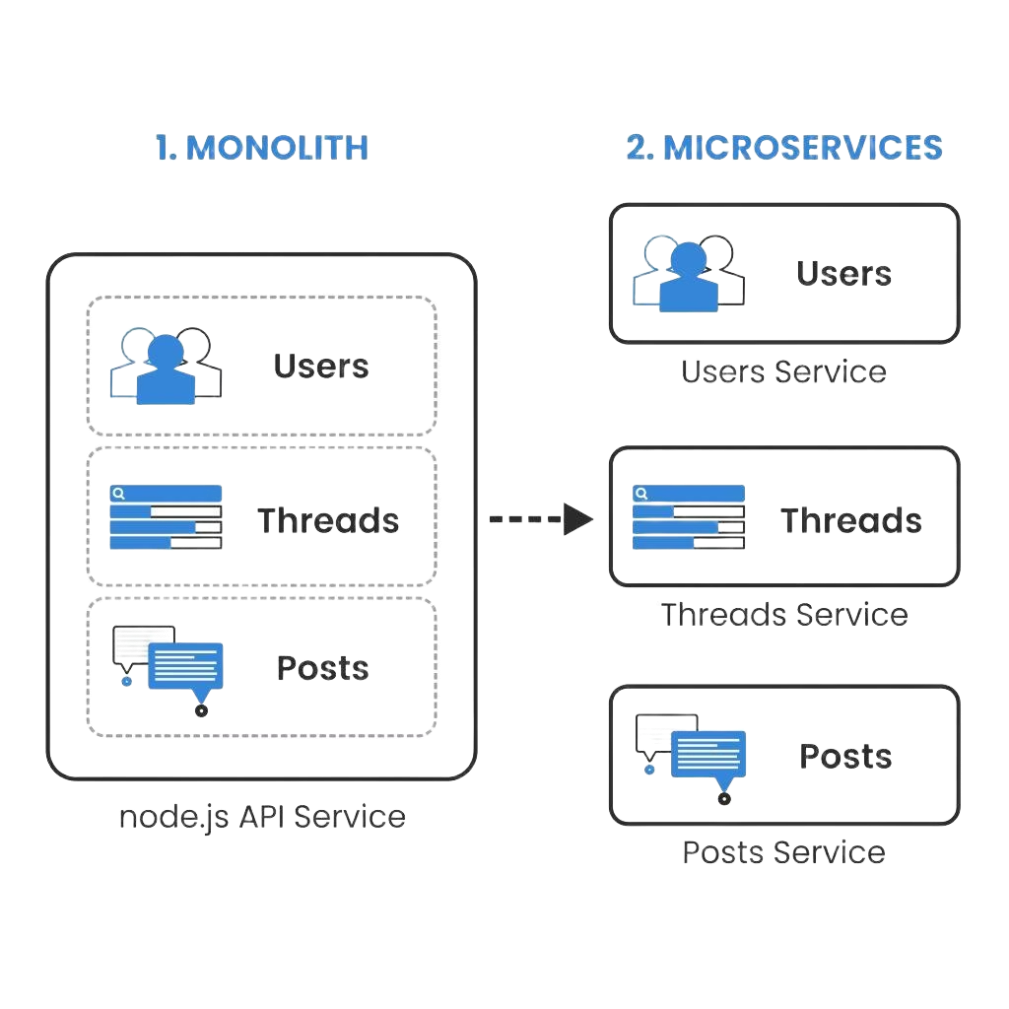 1. MONOLITH
Users
Threads
Posts
node.js API Service
2. MICROSERVICES
Users
Users Service
Threads
Threads Service
Posts
Posts Service